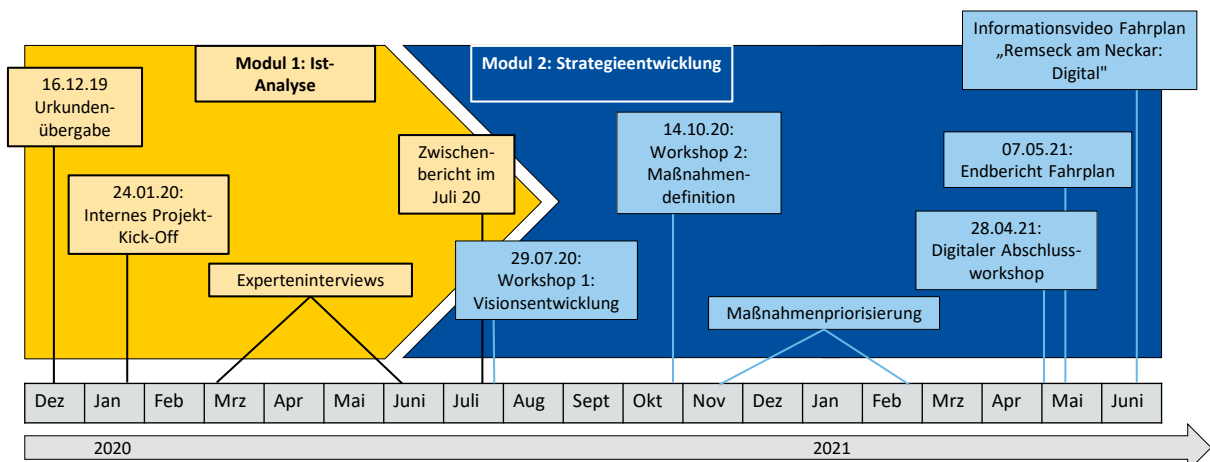 Modul 1: Ist-
Analyse
Modul 2: Strategieentwicklung
Informationsvideo Fahrplan
„Remseck am Neckar:
Digital"
16.12.19
Urkunden-
übergabe
24.01.20:
Internes Projekt-
Kick-Off
Experteninterviews
Zwischen-
bericht im
Juli 20
29.07.20:
Workshop 1:
Visionsentwicklung
14.10.20:
Workshop 2:
Maßnahmen-
definition
Maßnahmenpriorisierung
07.05.21:
Endbericht Fahrplan
28.04.21:
Digitaler Abschluss-
workshop
Dez Jan Feb Mrz Apr Mai Juni Juli Aug Sept Okt Nov Dez Jan Feb Mrz Apr Mai Juni
2020 2021